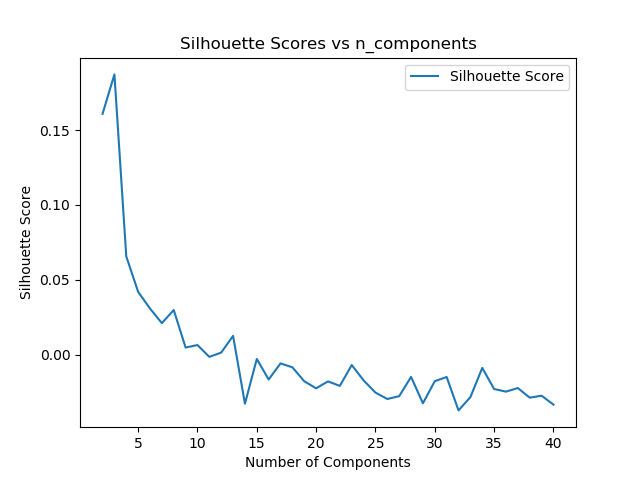 Silhouette Scores vs n_components
Silhouette Score
0.15
0.10
0.05
0.00
Silhouette Score
5 10 15 20 25 30 35 40
Number of Components